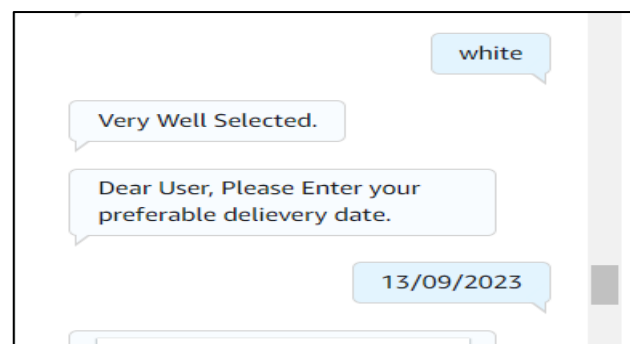 white
Very Well Selected.
Dear User, Please Enter your
preferable delievery date.
13/09/2023